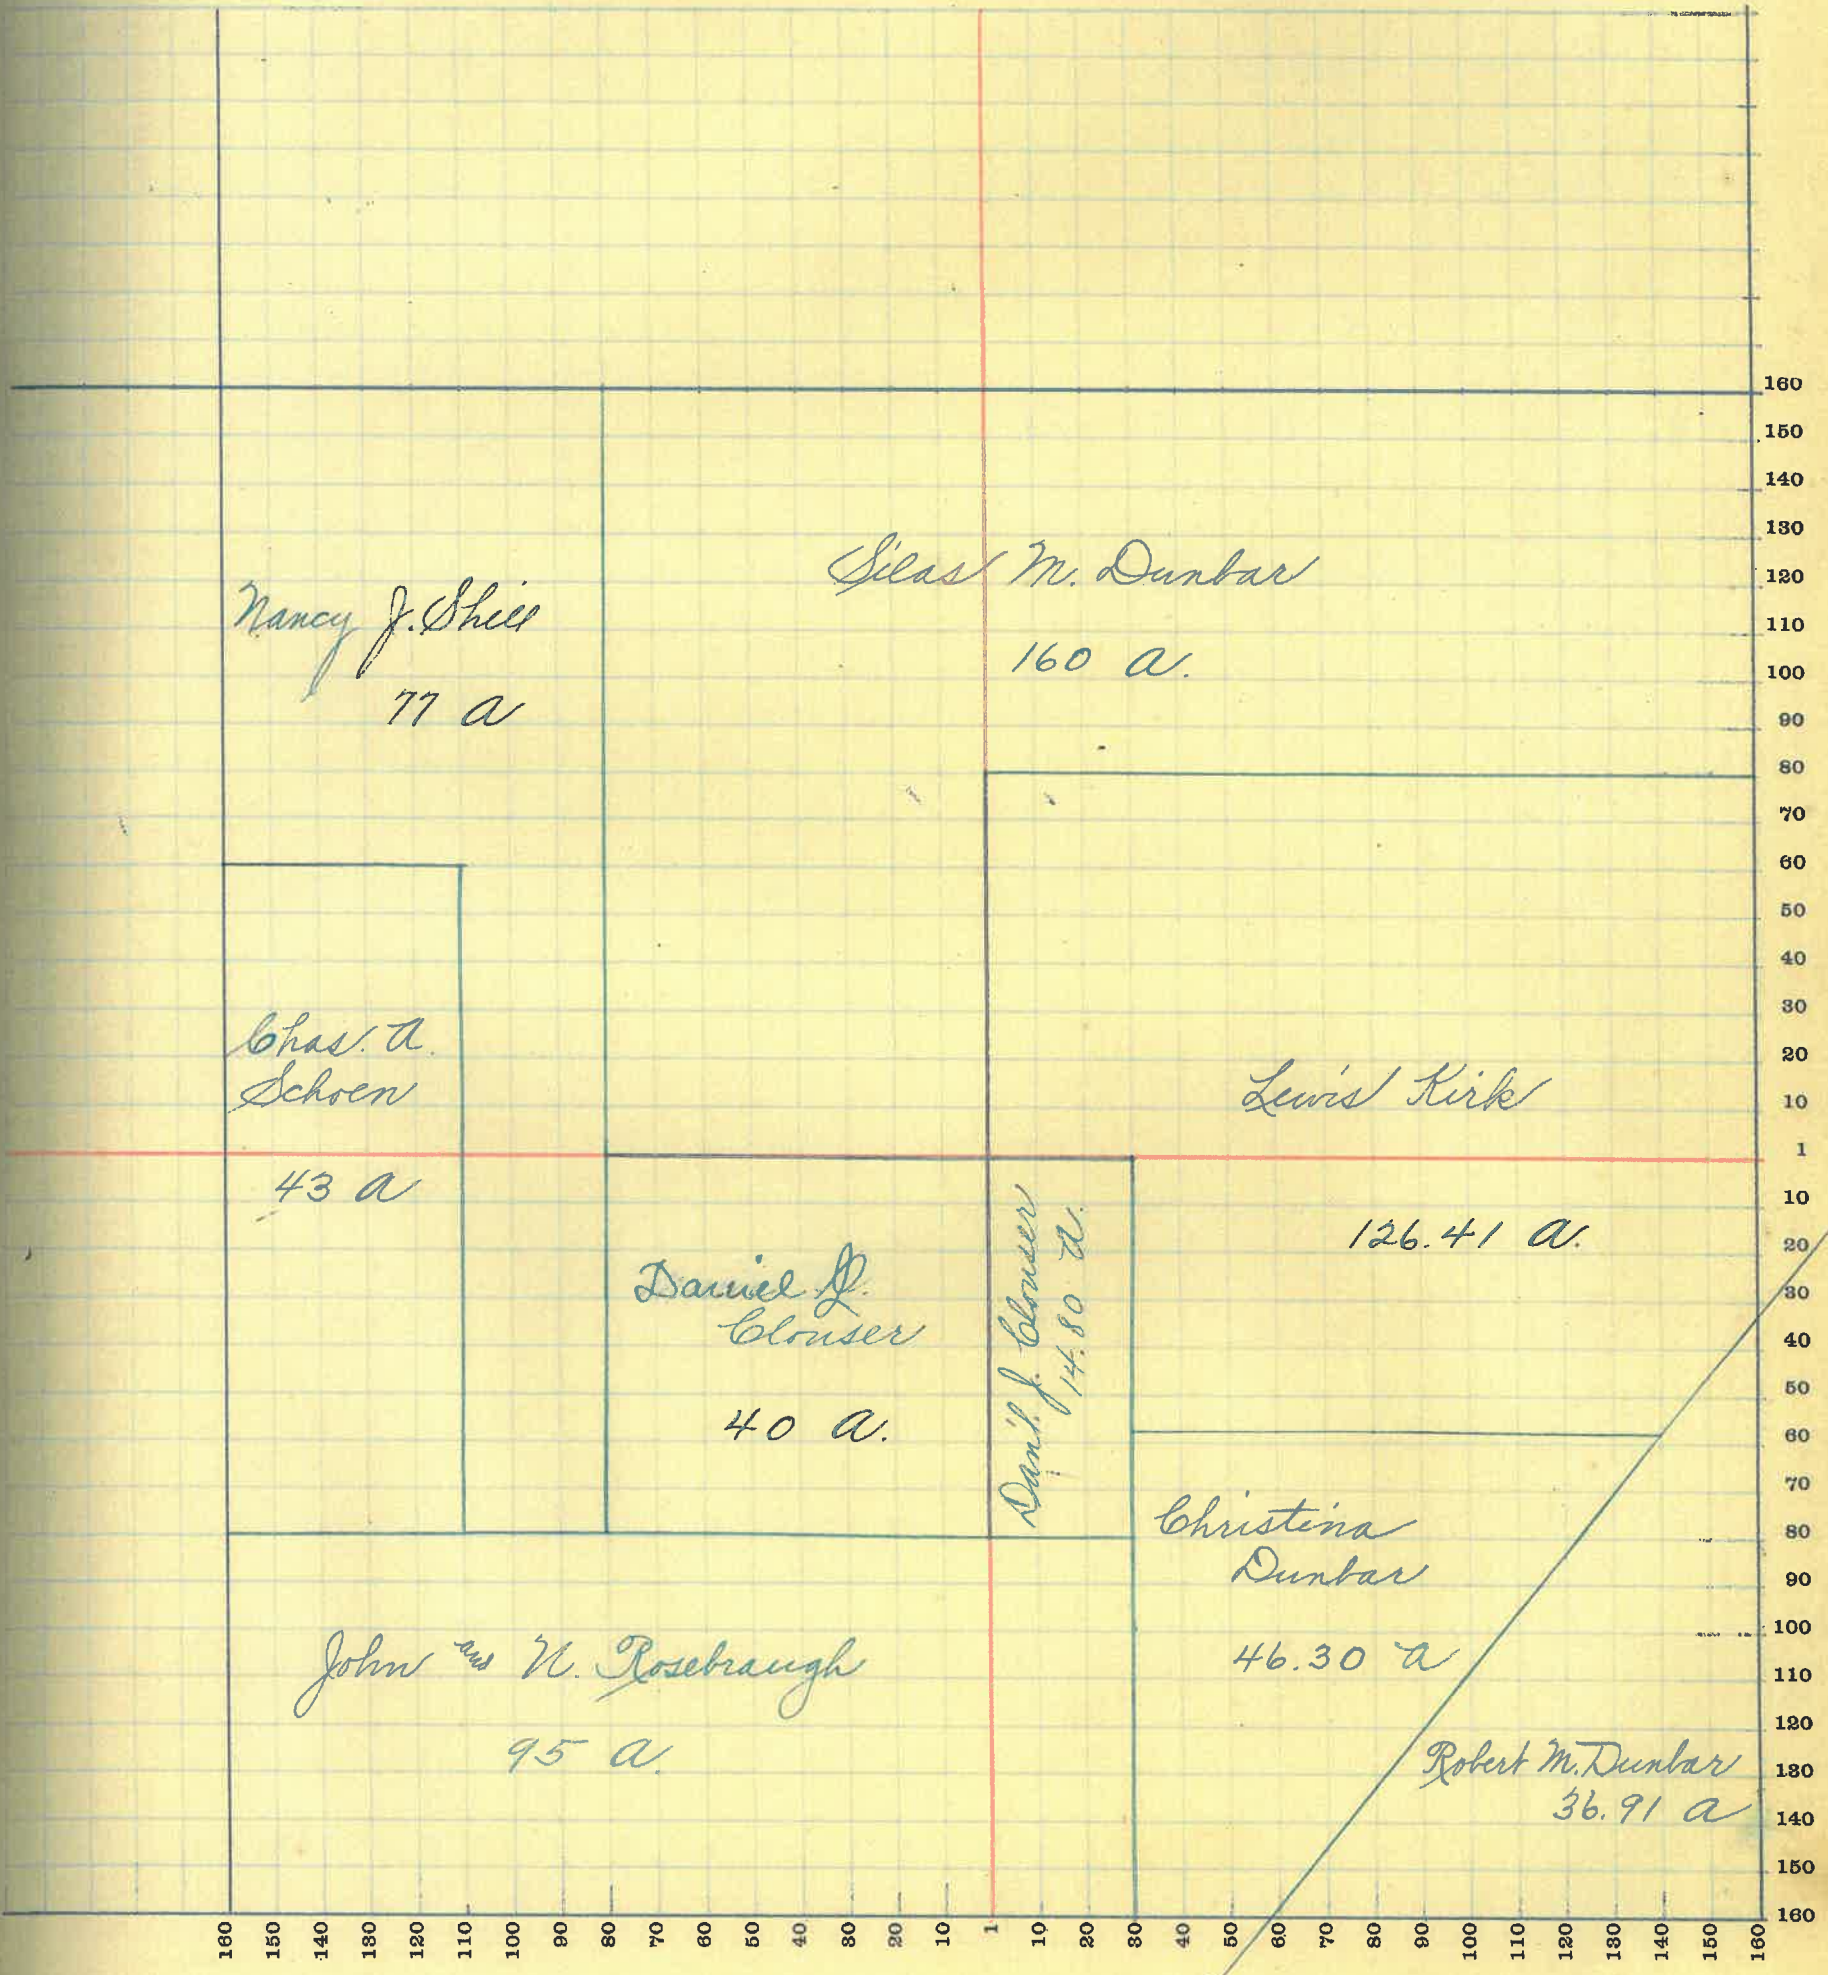 Silas M. Dunbar
160 a.
Nancy J. Shill
77 a
Chas. A.
Schoen
43 a
Lewis Kirk
126.41 a.
Daniel J.
Clouser
40 a.
Dan'l. J. Clouser
14.80 a.
Christina
Dunbar
46.30 a
John and N. Rosebraugh
95 a.
Robert M. Dunbar
36.91 a
160
150
140
130
120
110
100
90
80
70
60
50
40
30
20
10
1
10
20
30
40
50
60
70
80
90
100
110
120
130
140
150
160
160 150 140 130 120 110 100 90 80 70 60 50 40 30 20 10 1 10 20 30 40 50 60 70 80 90 100 110 120 130 140 150 160